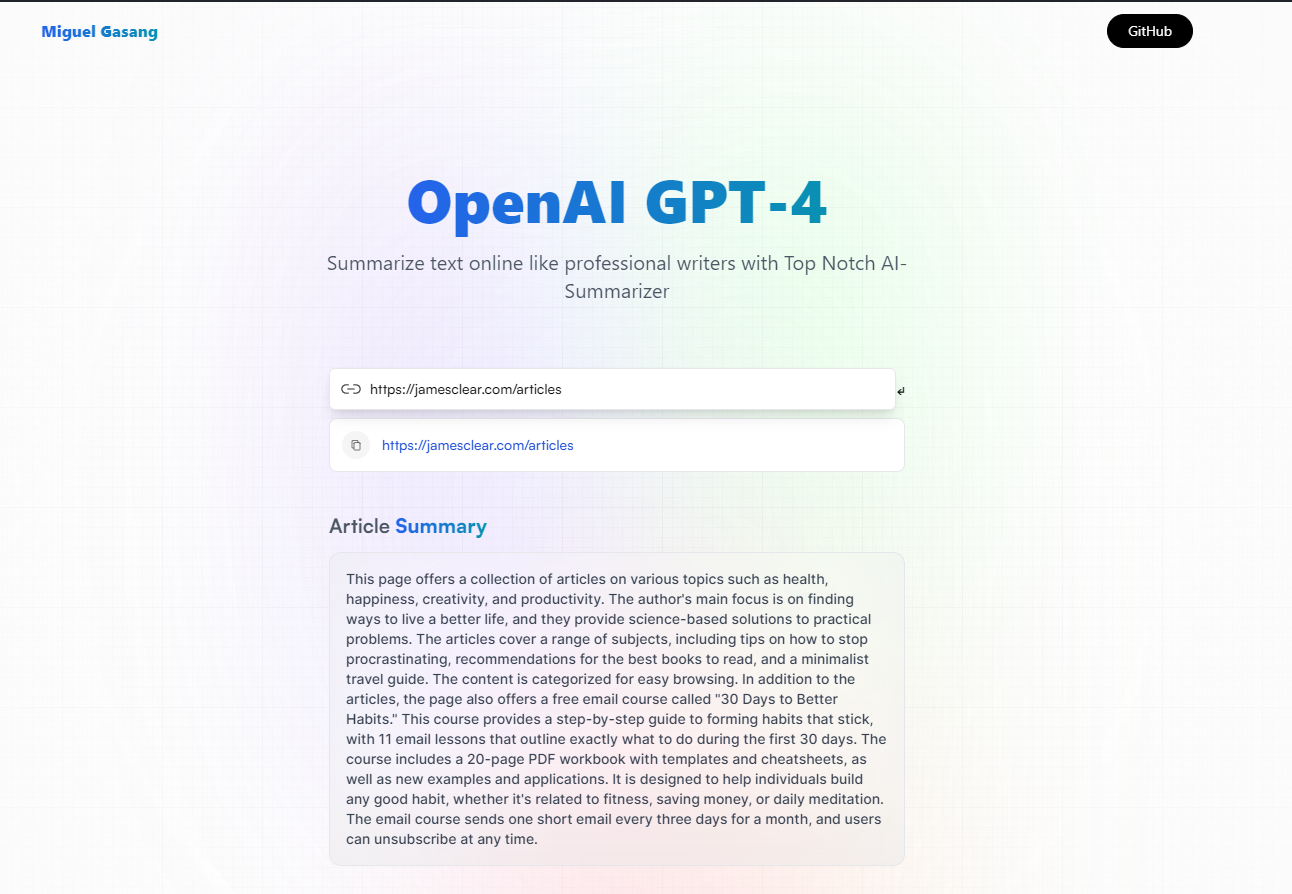 Miguel Gasang
GitHub
OpenAI GPT-4
Summarize text online like professional writers with Top Notch AI-
Summarizer
https://jamesclear.com/articles
↲
https://jamesclear.com/articles
Article Summary
This page offers a collection of articles on various topics such as health,
happiness, creativity, and productivity. The author's main focus is on finding
ways to live a better life, and they provide science-based solutions to practical
problems. The articles cover a range of subjects, including tips on how to stop
procrastinating, recommendations for the best books to read, and a minimalist
travel guide. The content is categorized for easy browsing. In addition to the
articles, the page also offers a free email course called "30 Days to Better
Habits." This course provides a step-by-step guide to forming habits that stick,
with 11 email lessons that outline exactly what to do during the first 30 days. The
course includes a 20-page PDF workbook with templates and cheatsheets, as
well as new examples and applications. It is designed to help individuals build
any good habit, whether it's related to fitness, saving money, or daily meditation.
The email course sends one short email every three days for a month, and users
can unsubscribe at any time.